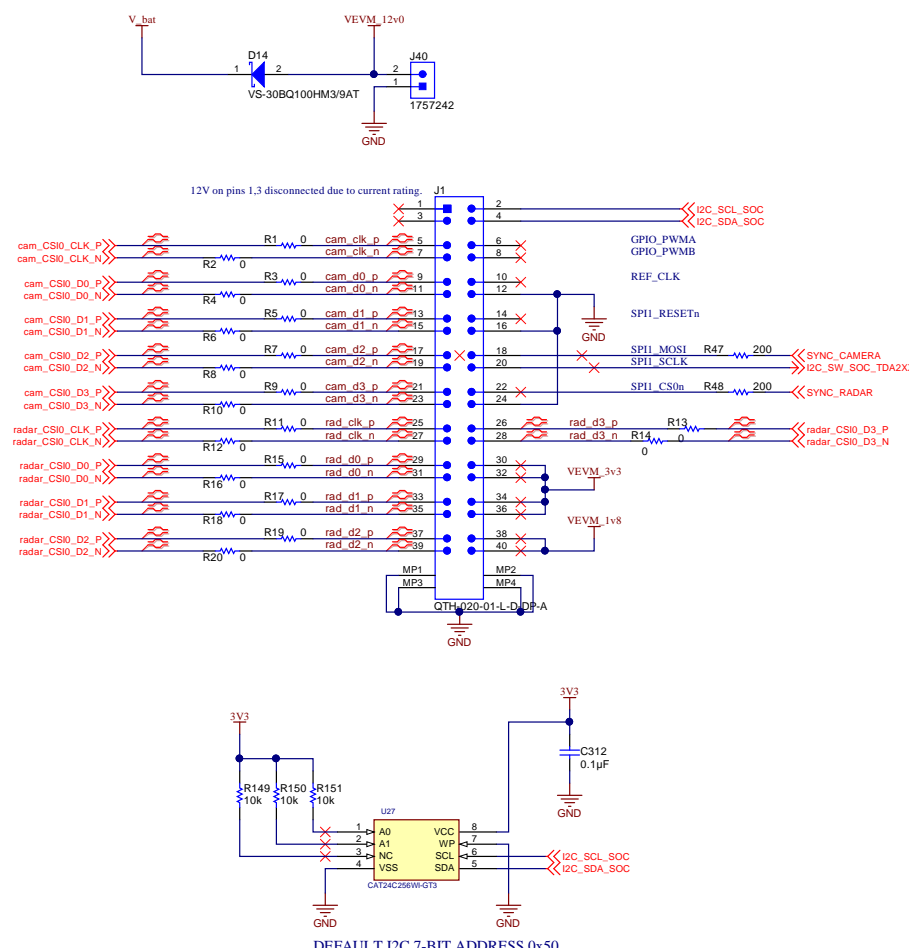 V_bat
VEVM_12v0
D14
1 2
VS-30BQ100HM3/9AT
J40
2
1
1757242
GND
12V on pins 1,3 disconnected due to current rating.
J1
1 2 I2C_SCL_SOC
3 4 I2C_SDA_SOC
cam_CSI0_CLK_P R1 0 cam_clk_p 5 6 GPIO_PWMA
cam_CSI0_CLK_N R2 0 cam_clk_n 7 8 GPIO_PWMB
cam_CSI0_D0_P R3 0 cam_d0_p 9 10 REF_CLK
cam_CSI0_D0_N R4 0 cam_d0_n 11 12
GND
cam_CSI0_D1_P R5 0 cam_d1_p 13 14 SPI1_RESETn
cam_CSI0_D1_N R6 0 cam_d1_n 15 16
cam_CSI0_D2_P R7 0 cam_d2_p 17 18 SPI1_MOSI R47 200 SYNC_CAMERA
cam_CSI0_D2_N R8 0 cam_d2_n 19 20 SPI1_SCLK I2C_SW_SOC_TDA2X
cam_CSI0_D3_P R9 0 cam_d3_p 21 22 SPI1_CS0n R48 200 SYNC_RADAR
cam_CSI0_D3_N R10 0 cam_d3_n 23 24
radar_CSI0_CLK_P R11 0 rad_clk_p 25 26 rad_d3_p R13 0 radar_CSI0_D3_P
radar_CSI0_CLK_N R12 0 rad_clk_n 27 28 rad_d3_n R14 0 radar_CSI0_D3_N
radar_CSI0_D0_P R15 0 rad_d0_p 29 30
radar_CSI0_D0_N R16 0 rad_d0_n 31 32 VEVM_3v3
radar_CSI0_D1_P R17 0 rad_d1_p 33 34
radar_CSI0_D1_N R18 0 rad_d1_n 35 36
VEVM_1v8
radar_CSI0_D2_P R19 0 rad_d2_p 37 38
radar_CSI0_D2_N R20 0 rad_d2_n 39 40
MP1 MP2
MP3 MP4
QTH-020-01-L-D-DP-A
GND
3V3
3V3
C312
0.1µF
GND
R149 R150 R151
10k 10k 10k
U27
1 A0 VCC 8
2 A1 WP 7
3 NC SCL 6 I2C_SCL_SOC
4 VSS SDA 5 I2C_SDA_SOC
CAT24C256WI-GT3
GND GND
DEFAULT I2C 7-BIT ADDRESS 0x50